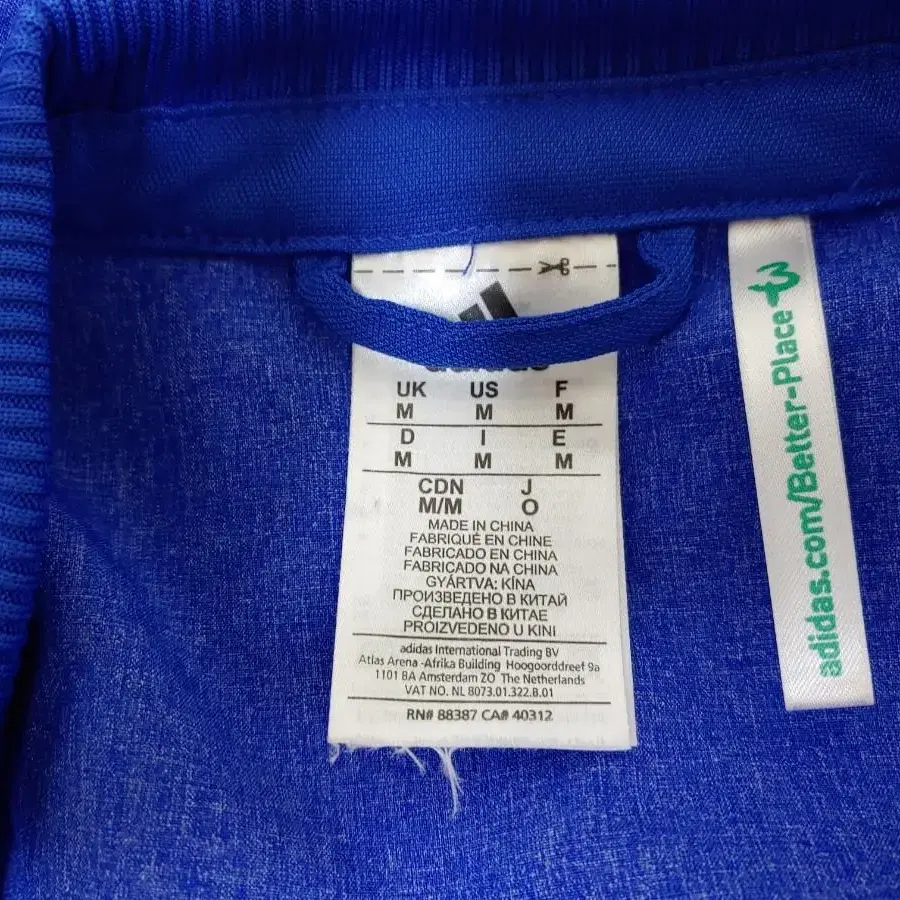 UK US F
M M M
D I E
M M M
CDN J
M/M O
MADE IN CHINA
FABRIQUÉ EN CHINE
FABRICADO EN CHINA
FABRICADO NA CHINA
GYÁRTVA: KÍNA
ПРОИЗВЕДЕНО В КИТАЙ
СДЕЛАНО В КИТАЕ
PROIZVEDENO U KINI
adidas International Trading BV
Atlas Arena -Afrika Building Hoogoorddreef 9a
1101 BA Amsterdam ZO The Netherlands
VAT NO. NL 8073.01.322.B.01
RN# 88387 CA# 40312
adidas.com/Better-Place